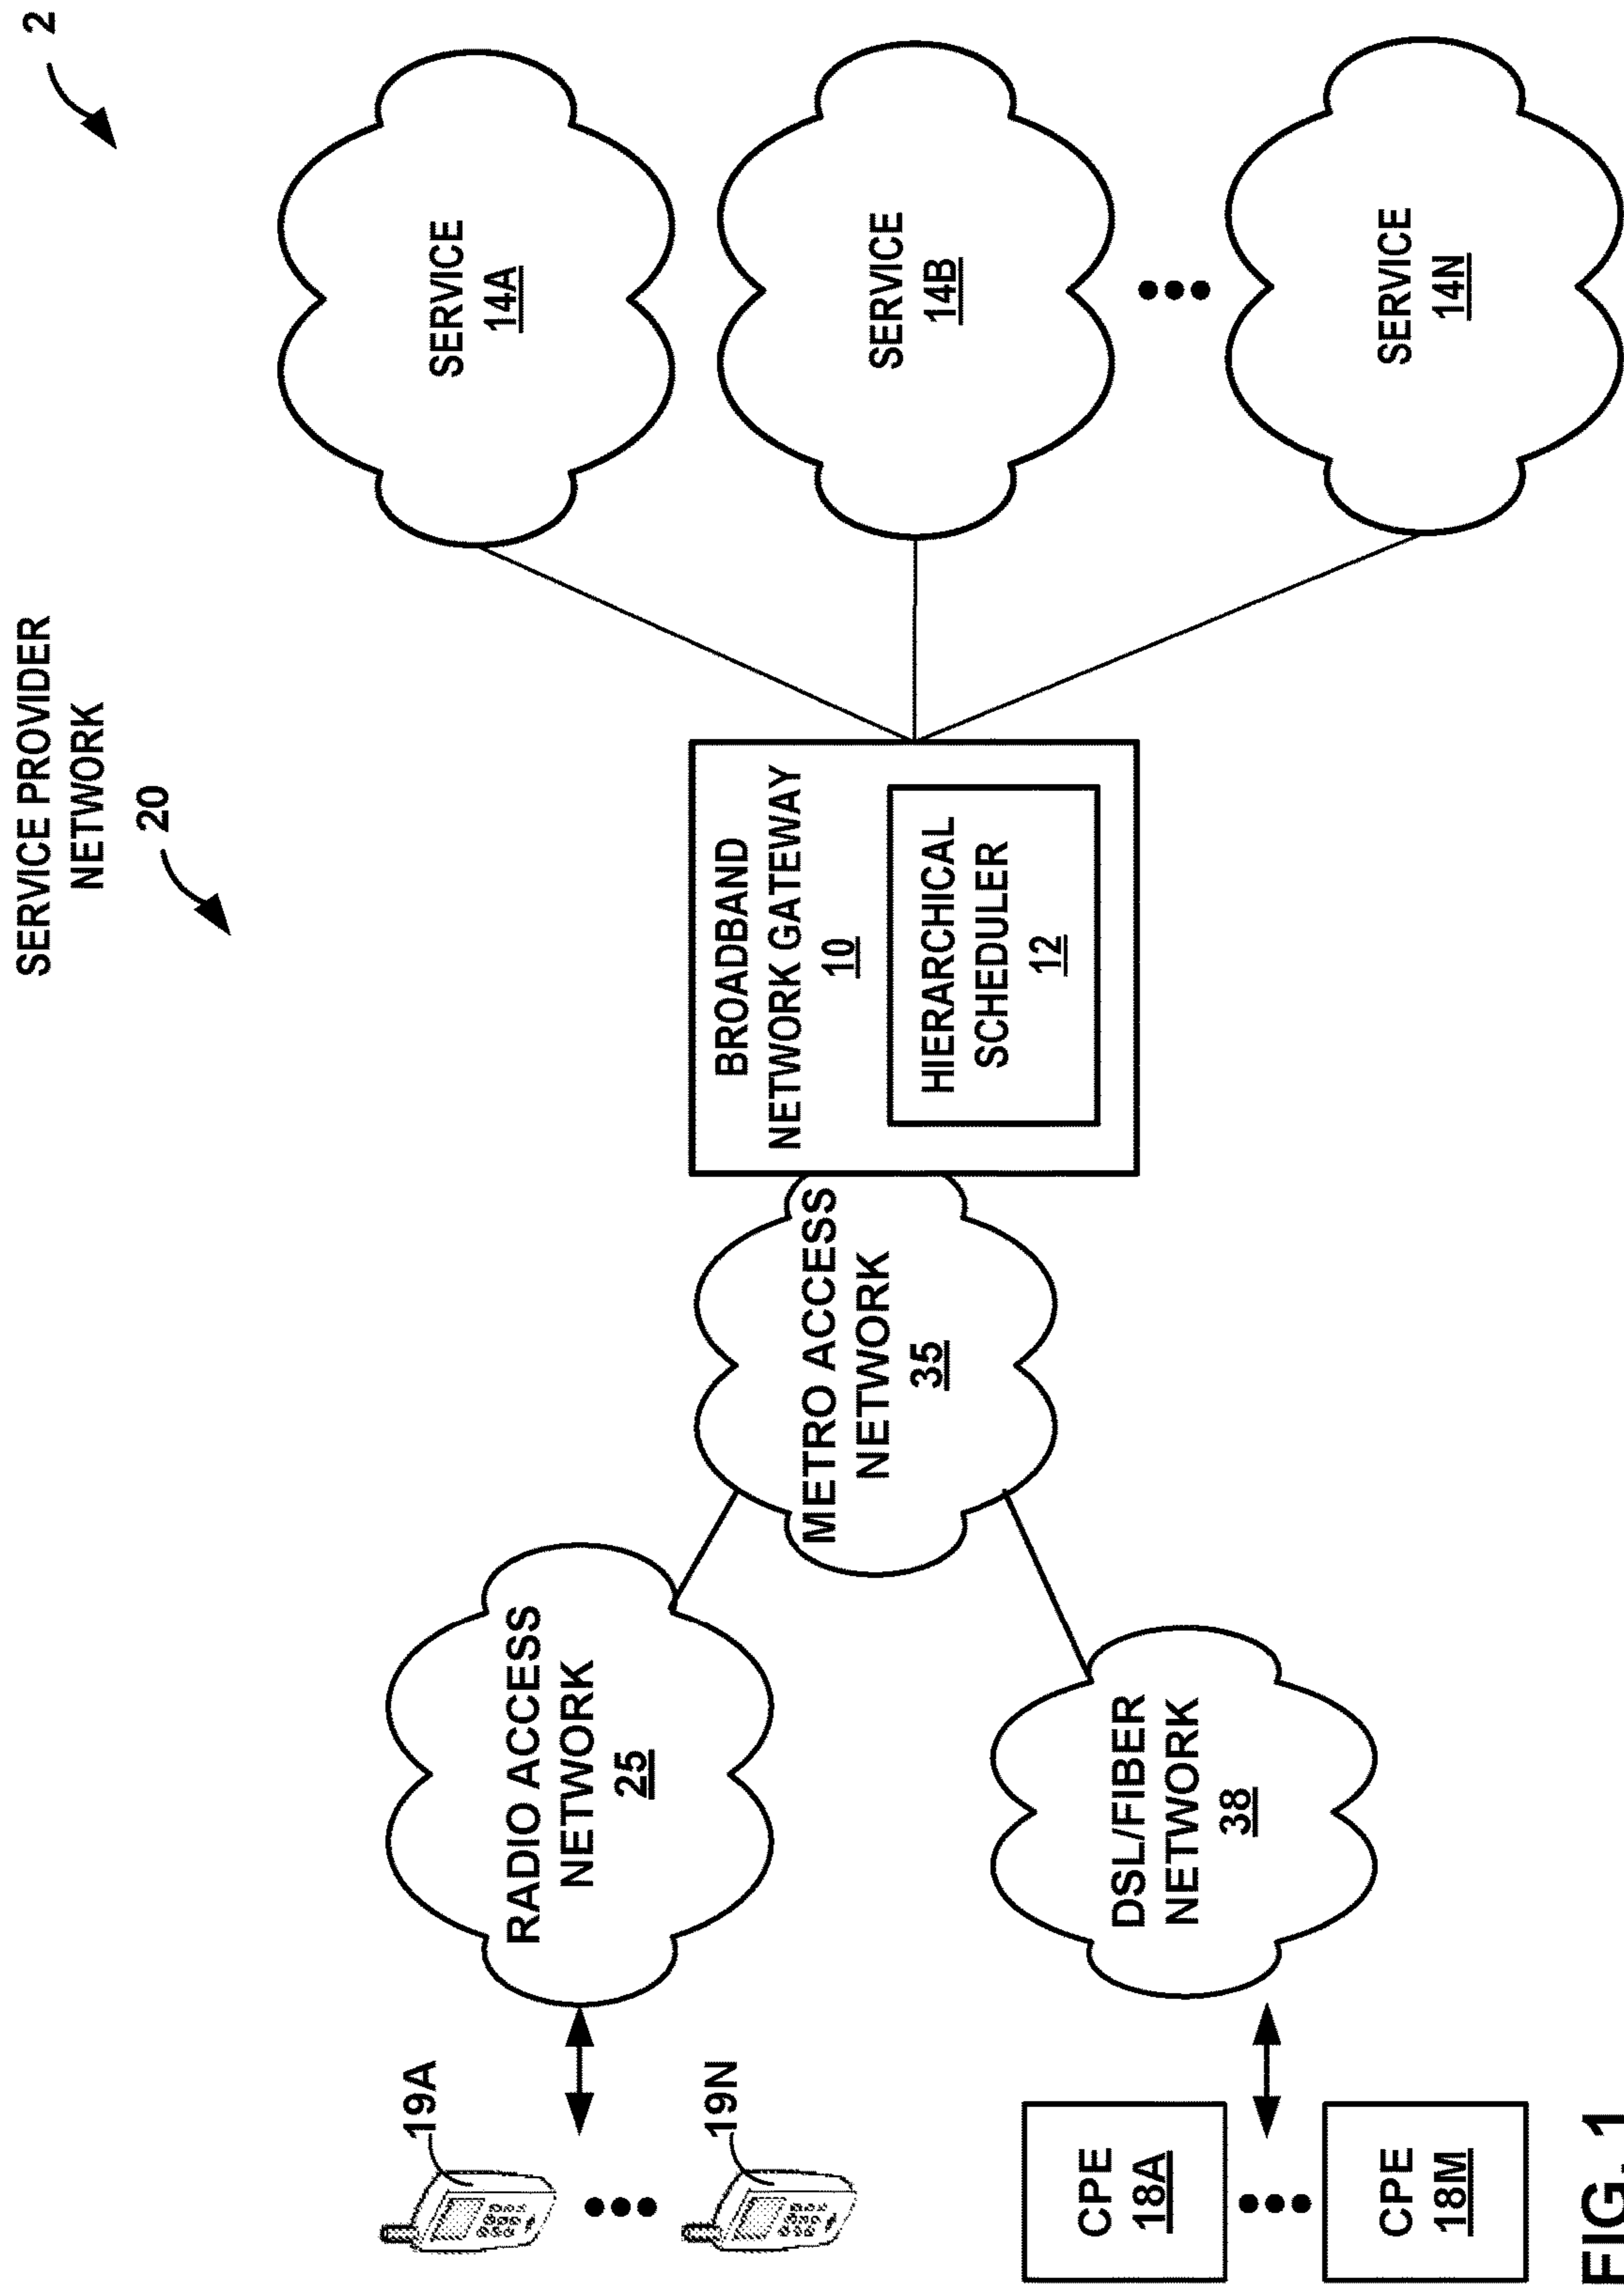 2
SERVICE PROVIDER
NETWORK
20
SERVICE
14A
SERVICE
14B
SERVICE
14N
BROADBAND
NETWORK GATEWAY
10
HIERARCHICAL
SCHEDULER
12
METRO ACCESS
NETWORK
35
RADIO ACCESS
NETWORK
25
DSL/FIBER
NETWORK
38
19A
19N
CPE
18A
CPE
18M
FIG. 1